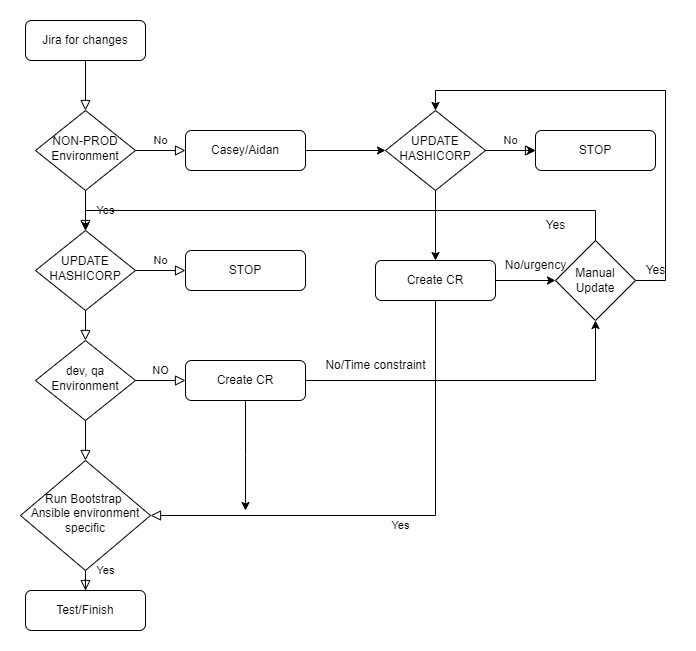 Jira for changes
NON-PROD
Environment
No
Casey/Aidan
UPDATE
HASHICORP
No
STOP
Yes
Yes
UPDATE
HASHICORP
No
STOP
Create CR
No/urgency
Manual
Update
Yes
dev, qa
Environment
NO
Create CR
No/Time constraint
Run Bootstrap
Ansible environment
specific
Yes
Yes
Test/Finish